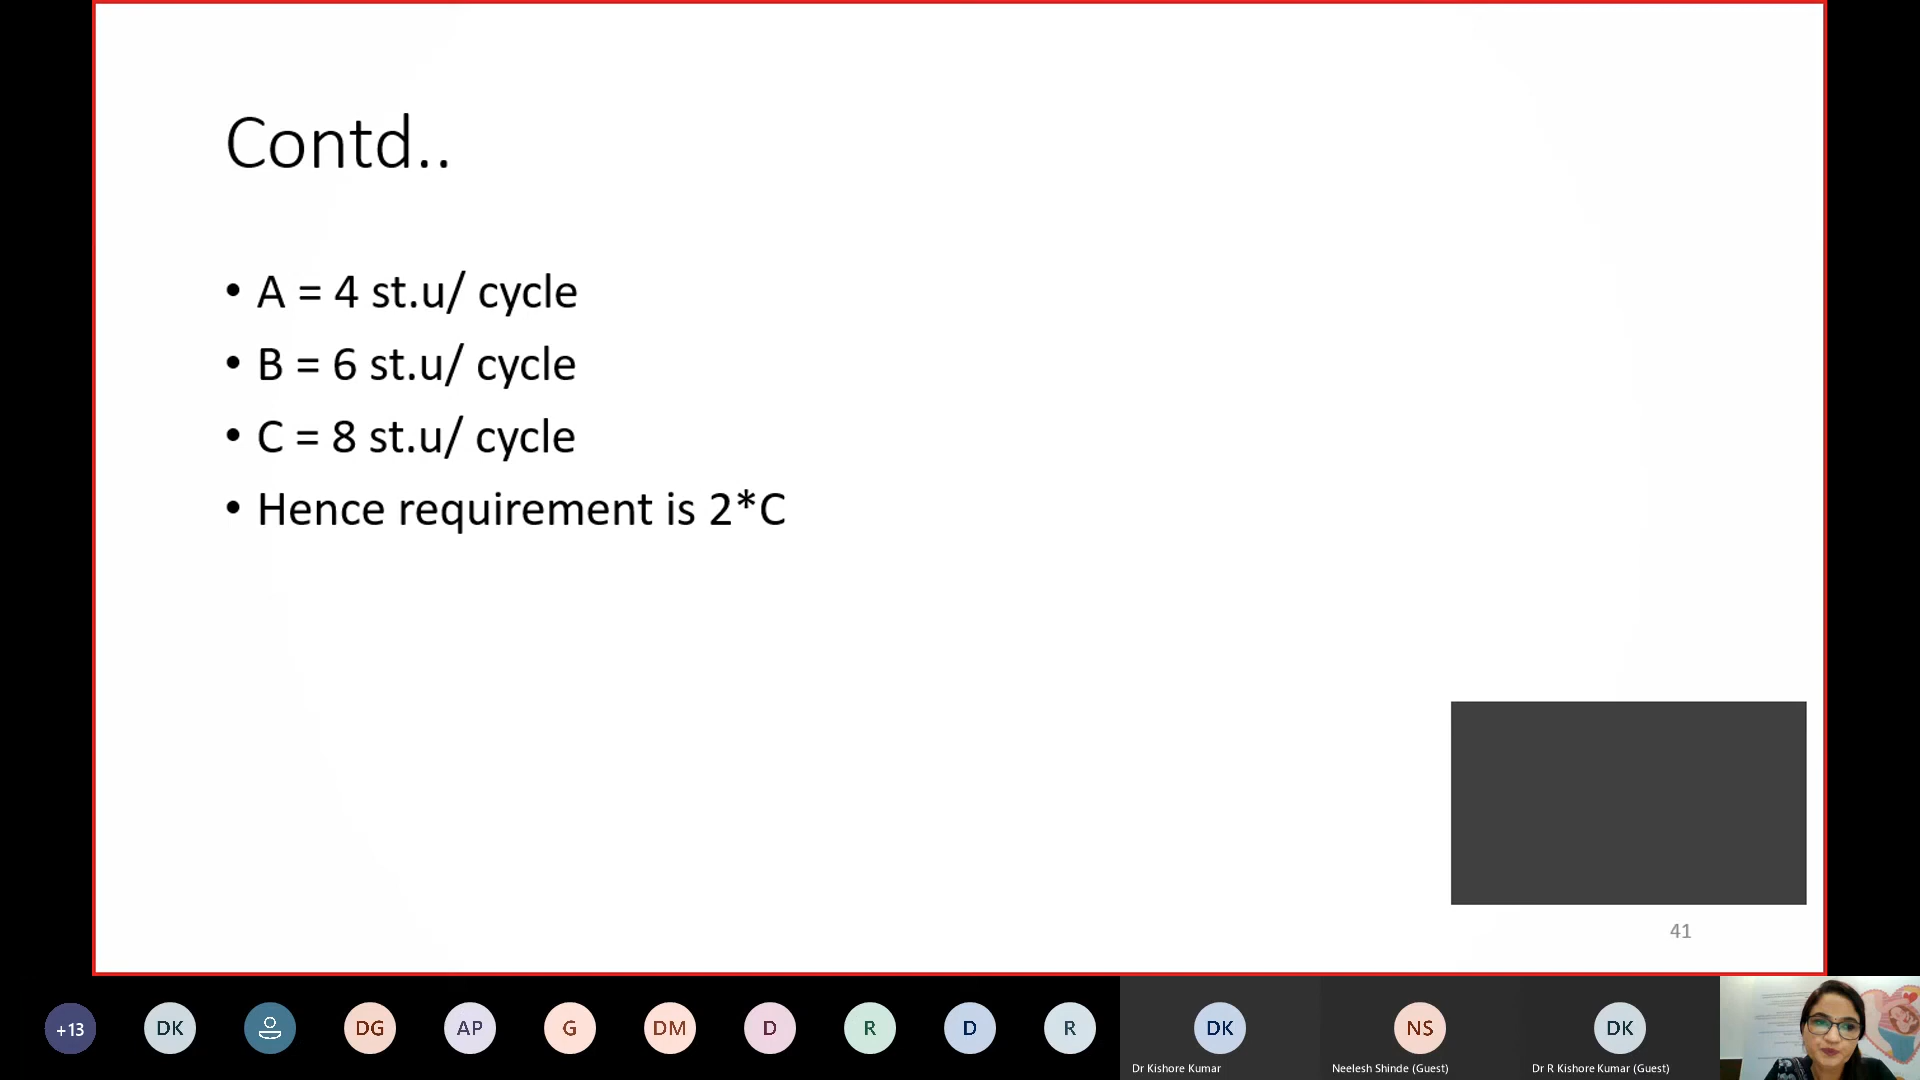 Contd..
• A = 4 st.u/ cycle
• B = 6 st.u/ cycle
• C = 8 st.u/ cycle
• Hence requirement is 2*C
41
+13
DK
DG
AP
G
DM
D
R
D
R
DK
Dr Kishore Kumar
NS
Neelesh Shinde (Guest)
DK
Dr R Kishore Kumar (Guest)